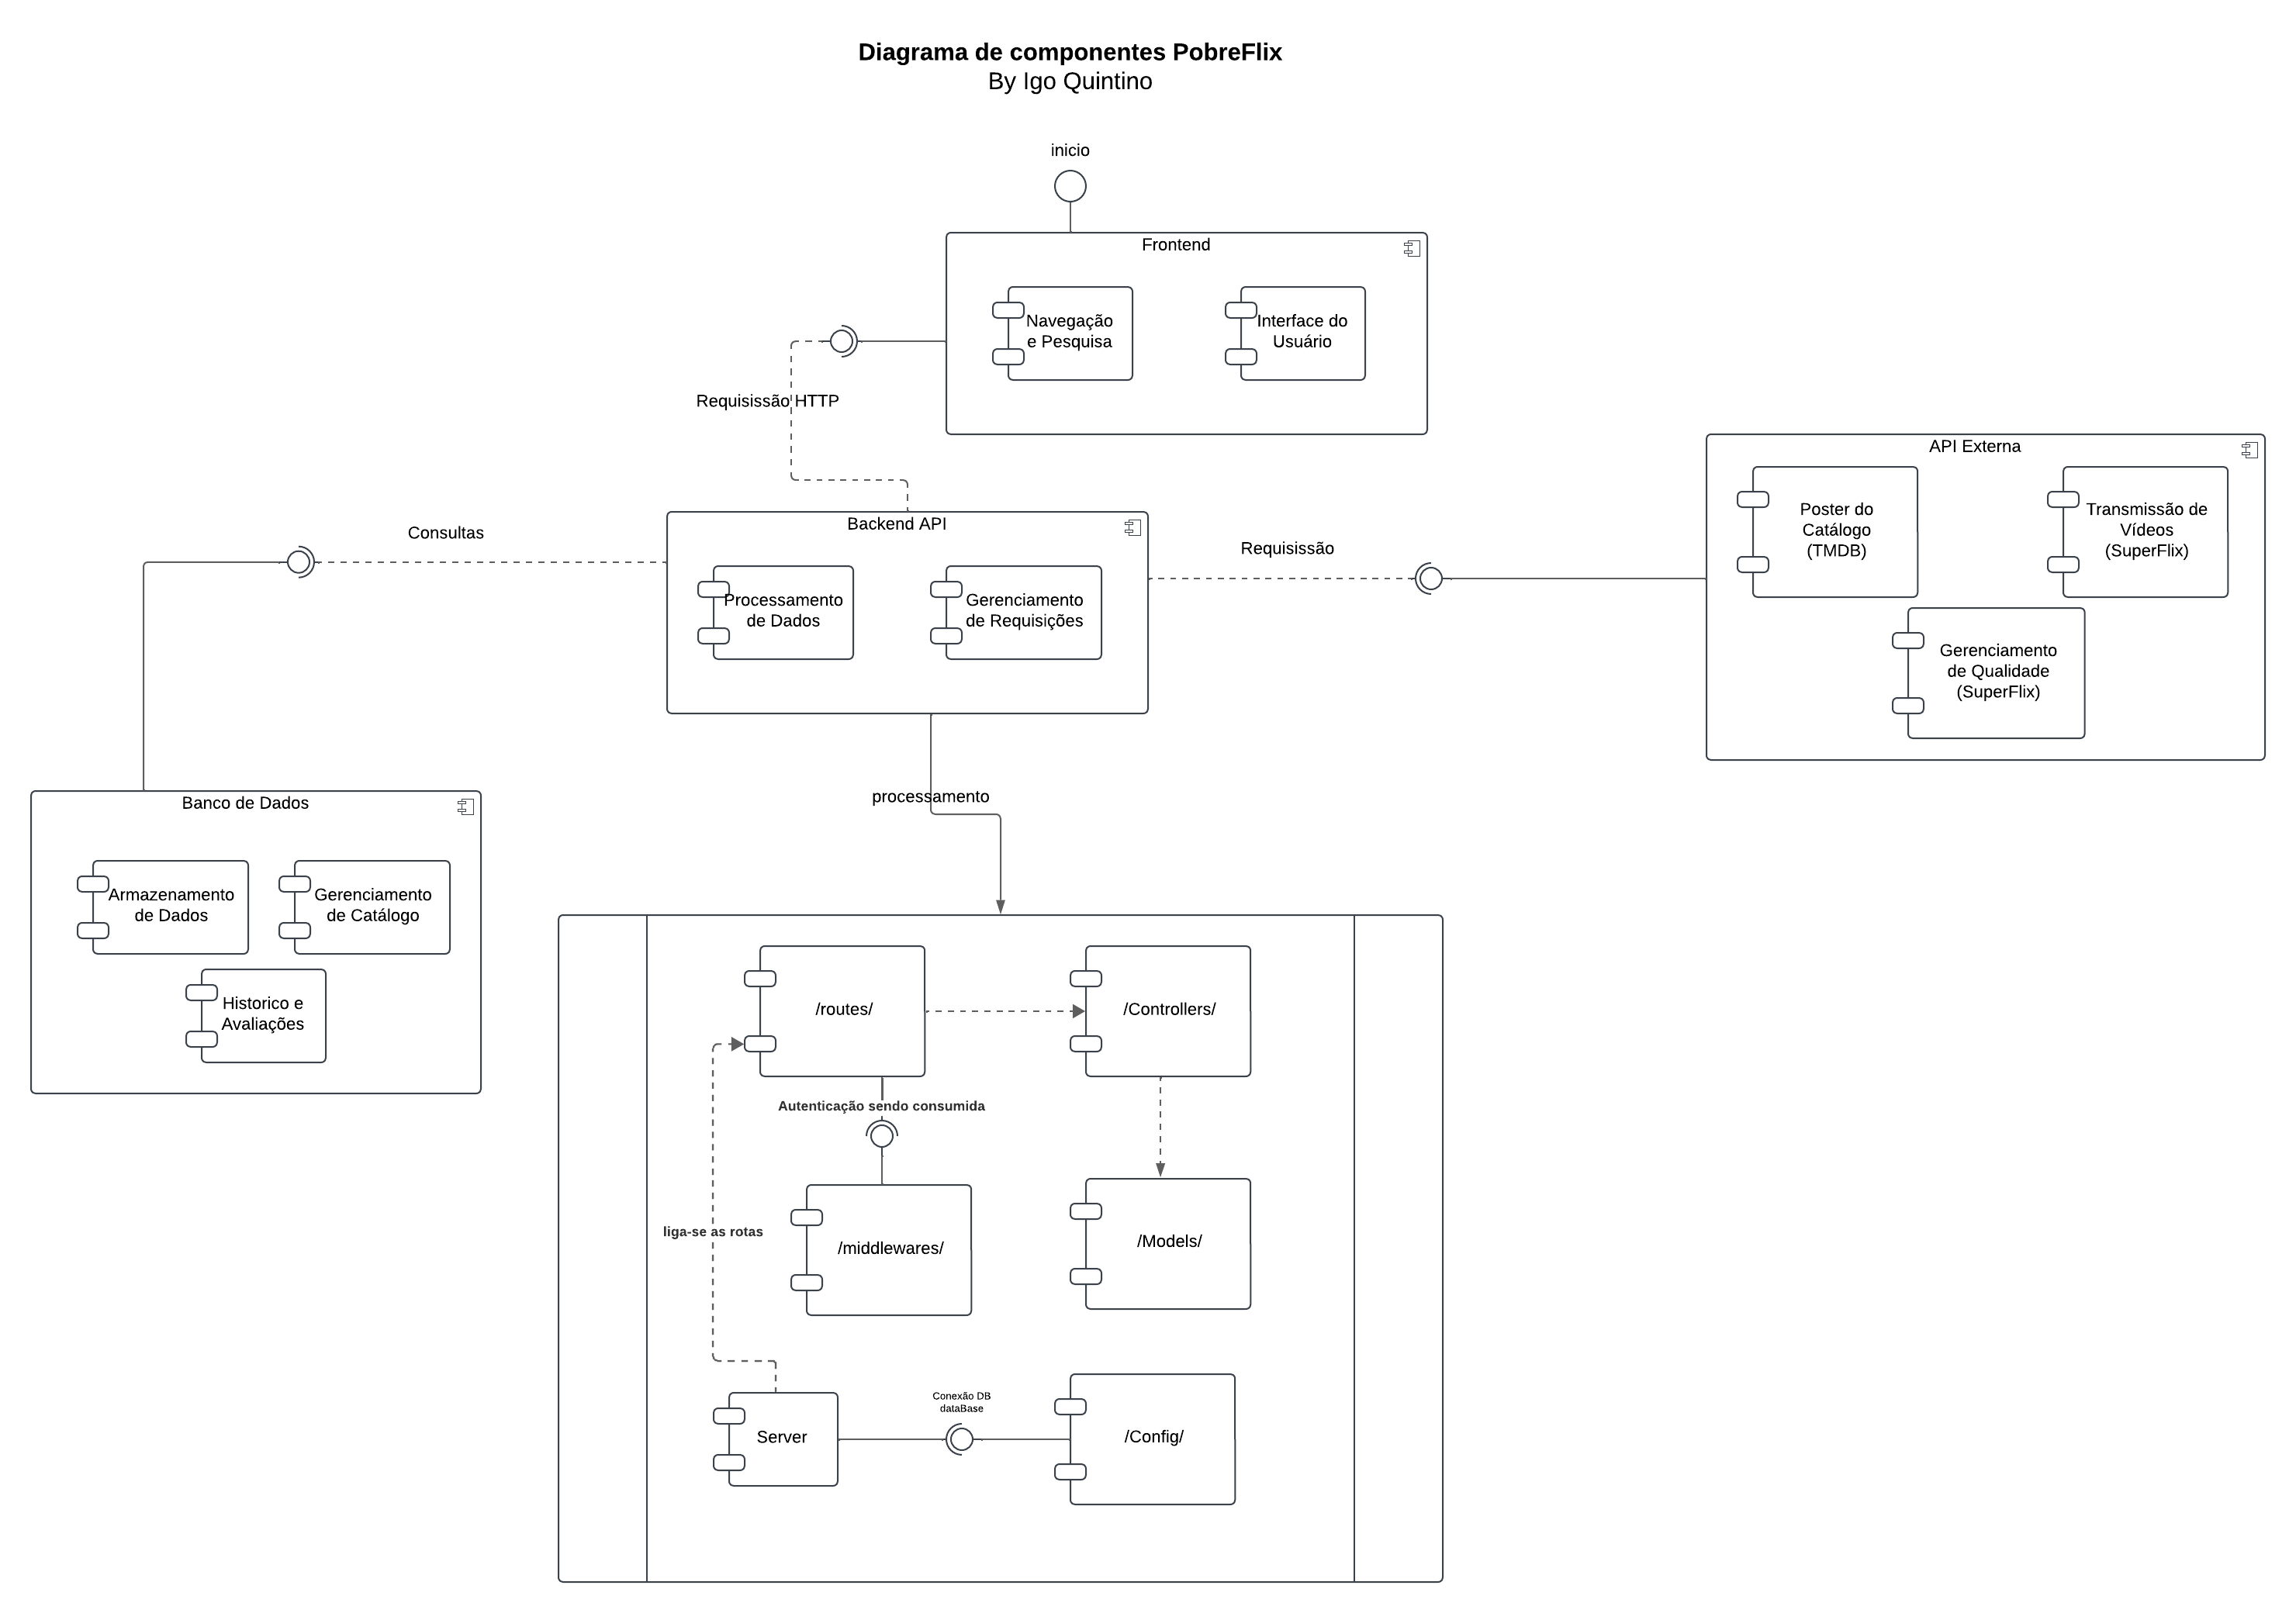 Diagrama de componentes PobreFlix
By Igo Quintino
inicio
Frontend
Navegação
e Pesquisa
Interface do
Usuário
Requisissão HTTP
API Externa
Poster do
Catálogo
(TMDB)
Transmissão de
Vídeos
(SuperFlix)
Gerenciamento
de Qualidade
(SuperFlix)
Backend API
Processamento
de Dados
Gerenciamento
de Requisições
Consultas
Requisissão
processamento
Banco de Dados
Armazenamento
de Dados
Gerenciamento
de Catálogo
Historico e
Avaliações
/routes/
/Controllers/
Autenticação sendo consumida
liga-se as rotas
/middlewares/
/Models/
Server
Conexão DB
dataBase
/Config/